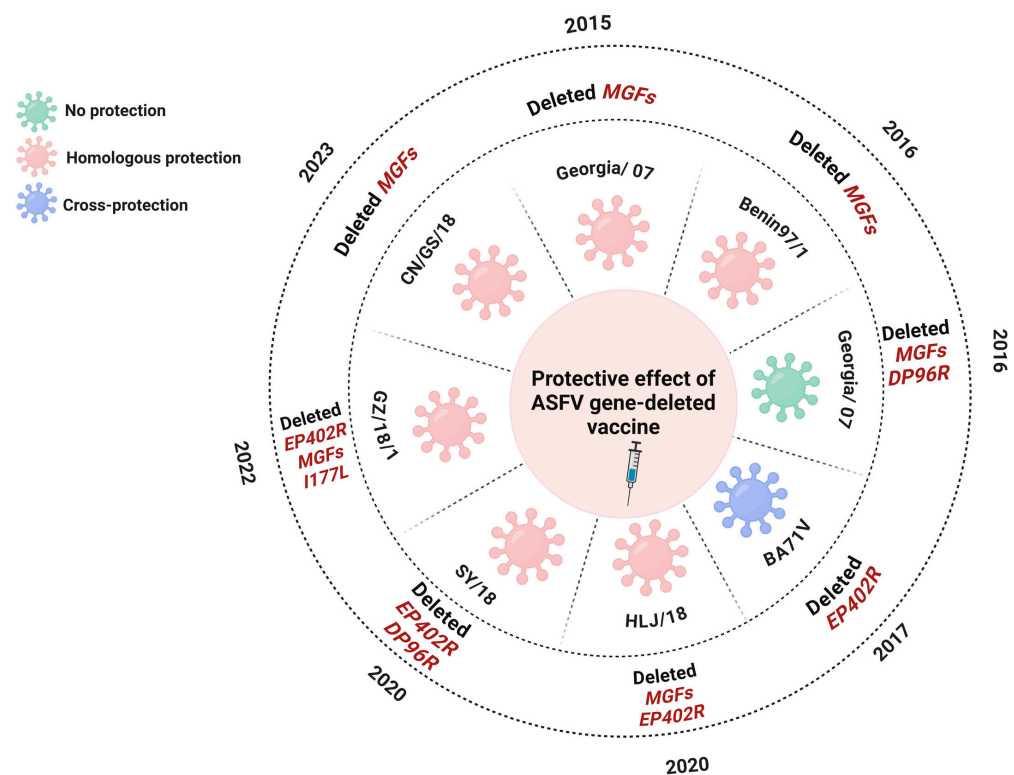 No protection
Homologous protection
Cross-protection
Protective effect of
ASFV gene-deleted
vaccine
2015
Deleted MGFs
Georgia/ 07
2016
Deleted MGFs
Benin97/1
2016
Deleted
MGFs
DP96R
Georgia/ 07
2017
Deleted
EP402R
BA71V
2020
Deleted
MGFs
EP402R
HLJ/18
2020
Deleted
EP402R
DP96R
SY/18
2022
Deleted
EP402R
MGFs
I177L
GZ/18/1
2023
Deleted MGFs
CN/GS/18